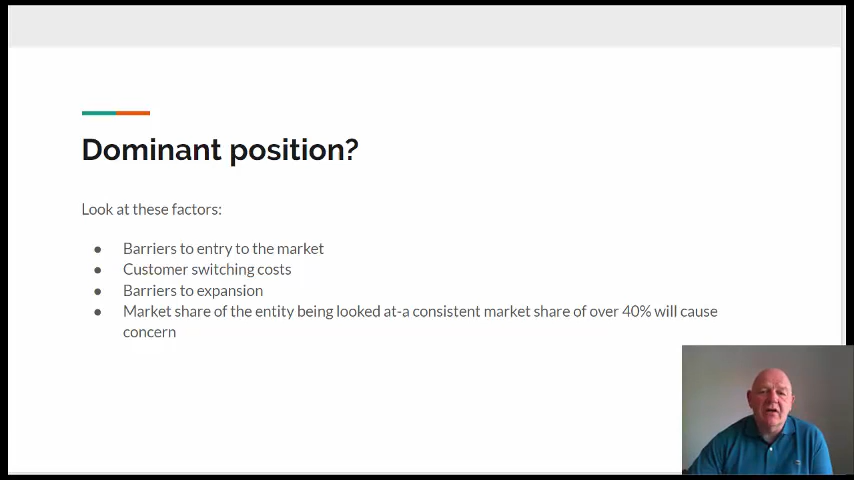 Dominant position?
Look at these factors:
● Barriers to entry to the market
● Customer switching costs
● Barriers to expansion
● Market share of the entity being looked at-a consistent market share of over 40% will cause
concern